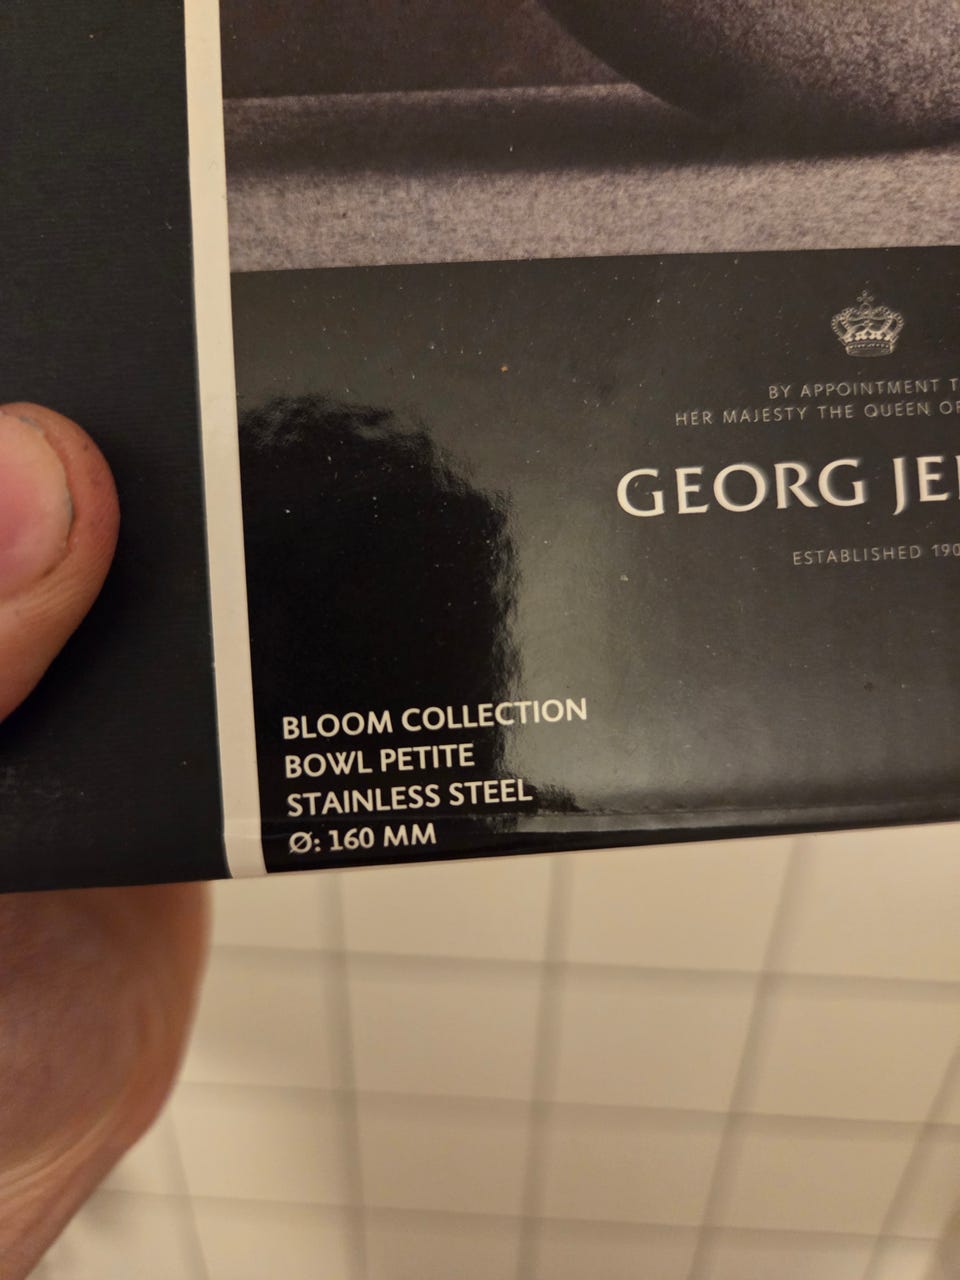 BY APPOINTMENT T
HER MAJESTY THE QUEEN OF
GEORG JE
ESTABLISHED 190
BLOOM COLLECTION
BOWL PETITE
STAINLESS STEEL
Ø: 160 MM